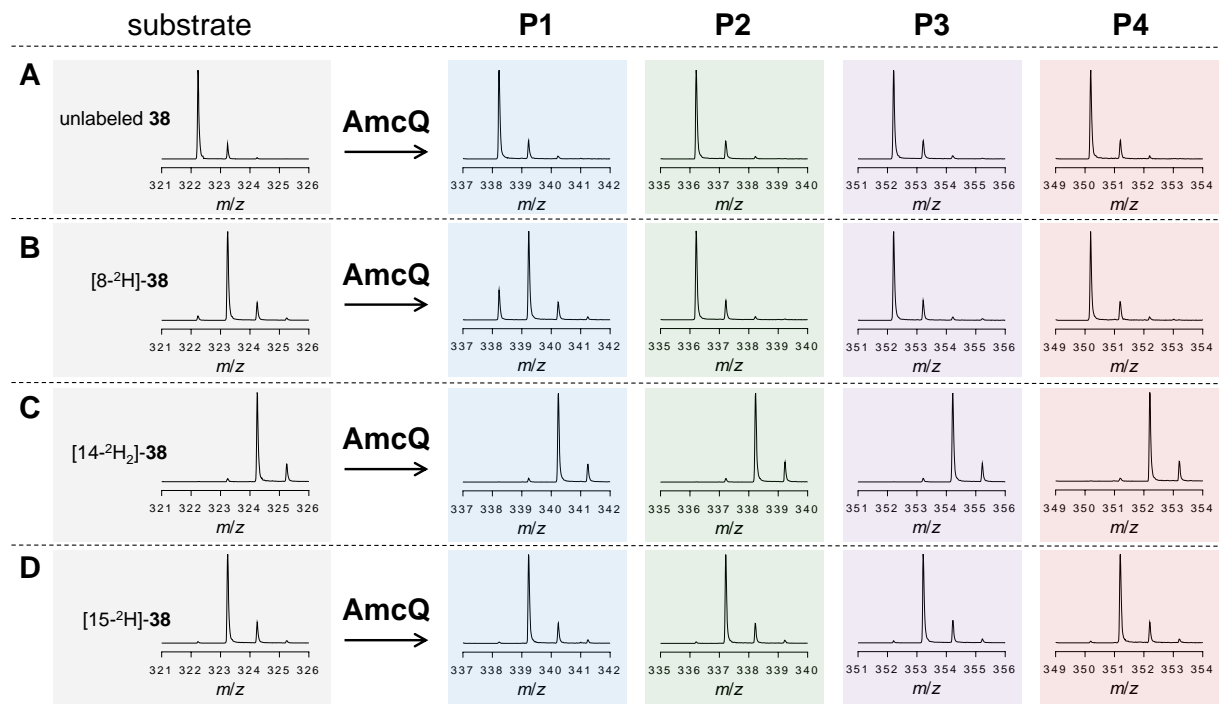 substrate P1 P2 P3 P4
A
unlabeled 38 AmcQ
321 322 323 324 325 326 337 338 339 340 341 342 335 336 337 338 339 340 351 352 353 354 355 356 349 350 351 352 353 354
m/z m/z m/z m/z m/z
B
[8-²H]-38 AmcQ
321 322 323 324 325 326 337 338 339 340 341 342 335 336 337 338 339 340 351 352 353 354 355 356 349 350 351 352 353 354
m/z m/z m/z m/z m/z
C
[14-²H₂]-38 AmcQ
321 322 323 324 325 326 337 338 339 340 341 342 335 336 337 338 339 340 351 352 353 354 355 356 349 350 351 352 353 354
m/z m/z m/z m/z m/z
D
[15-²H]-38 AmcQ
321 322 323 324 325 326 337 338 339 340 341 342 335 336 337 338 339 340 351 352 353 354 355 356 349 350 351 352 353 354
m/z m/z m/z m/z m/z